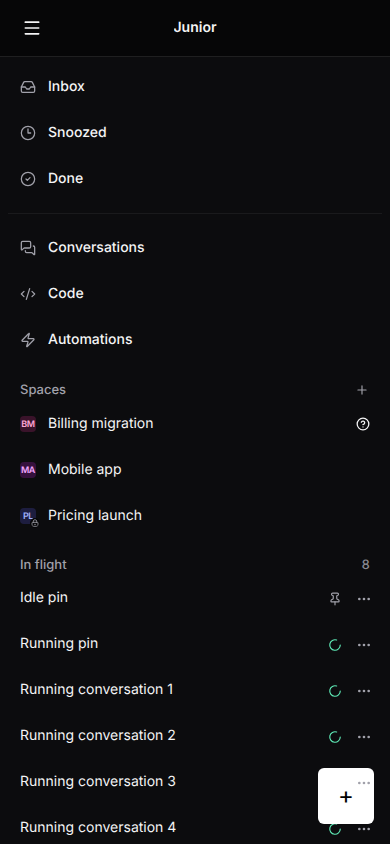 Junior
Inbox
Snoozed
Done
Conversations
Code
Automations
Spaces
BM Billing migration
MA Mobile app
PL Pricing launch
In flight 8
Idle pin
Running pin
Running conversation 1
Running conversation 2
Running conversation 3
Running conversation 4